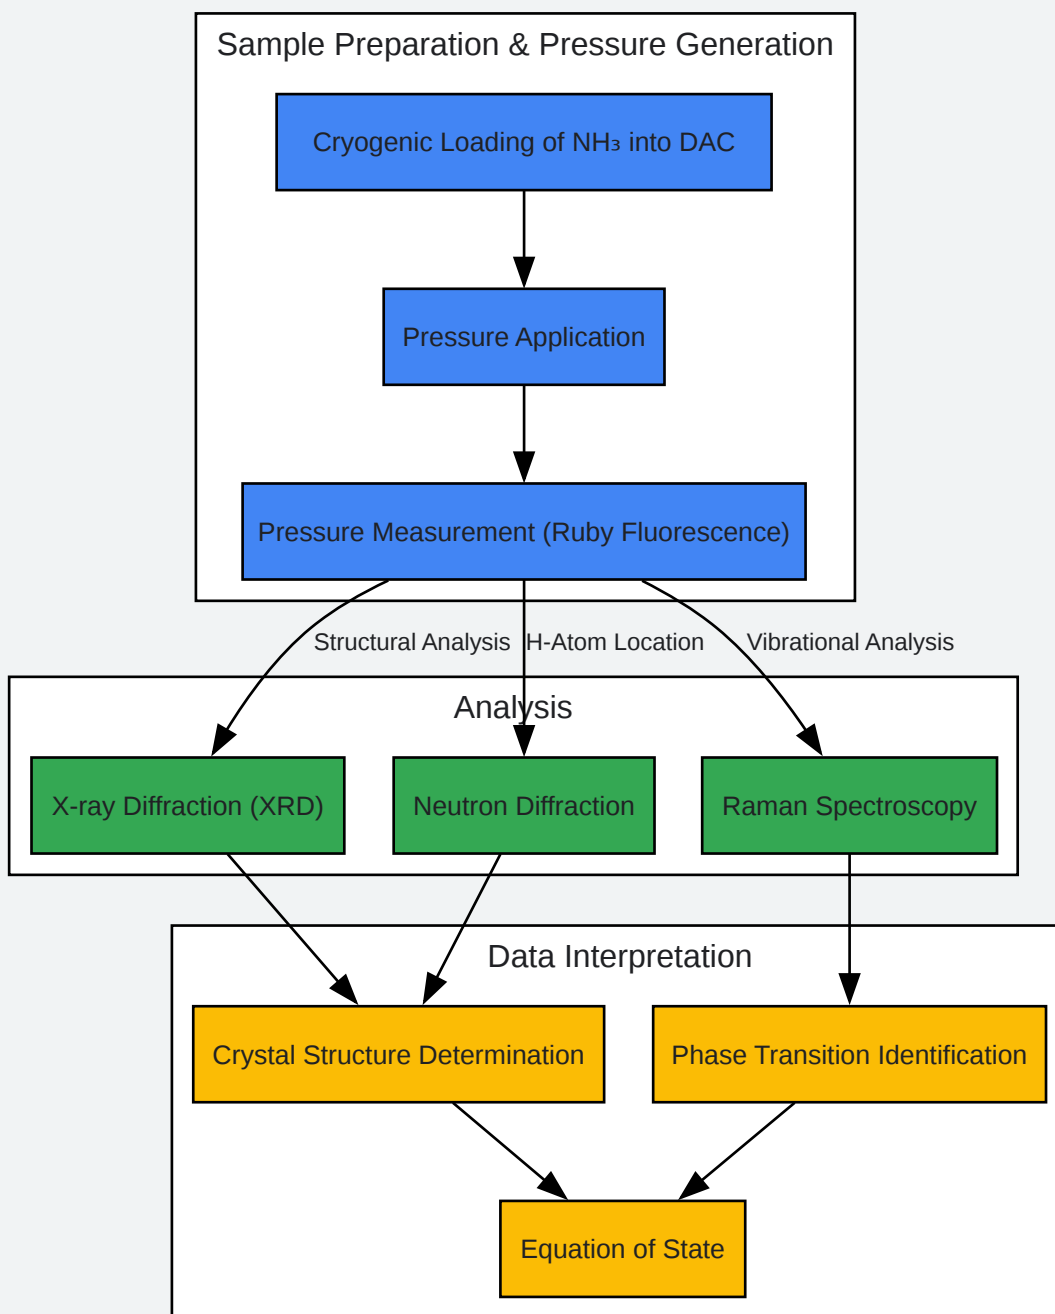 Sample Preparation & Pressure Generation
Cryogenic Loading of NH₃ into DAC
Pressure Application
Pressure Measurement (Ruby Fluorescence)
Structural Analysis
H-Atom Location
Vibrational Analysis
Analysis
X-ray Diffraction (XRD)
Neutron Diffraction
Raman Spectroscopy
Data Interpretation
Crystal Structure Determination
Phase Transition Identification
Equation of State